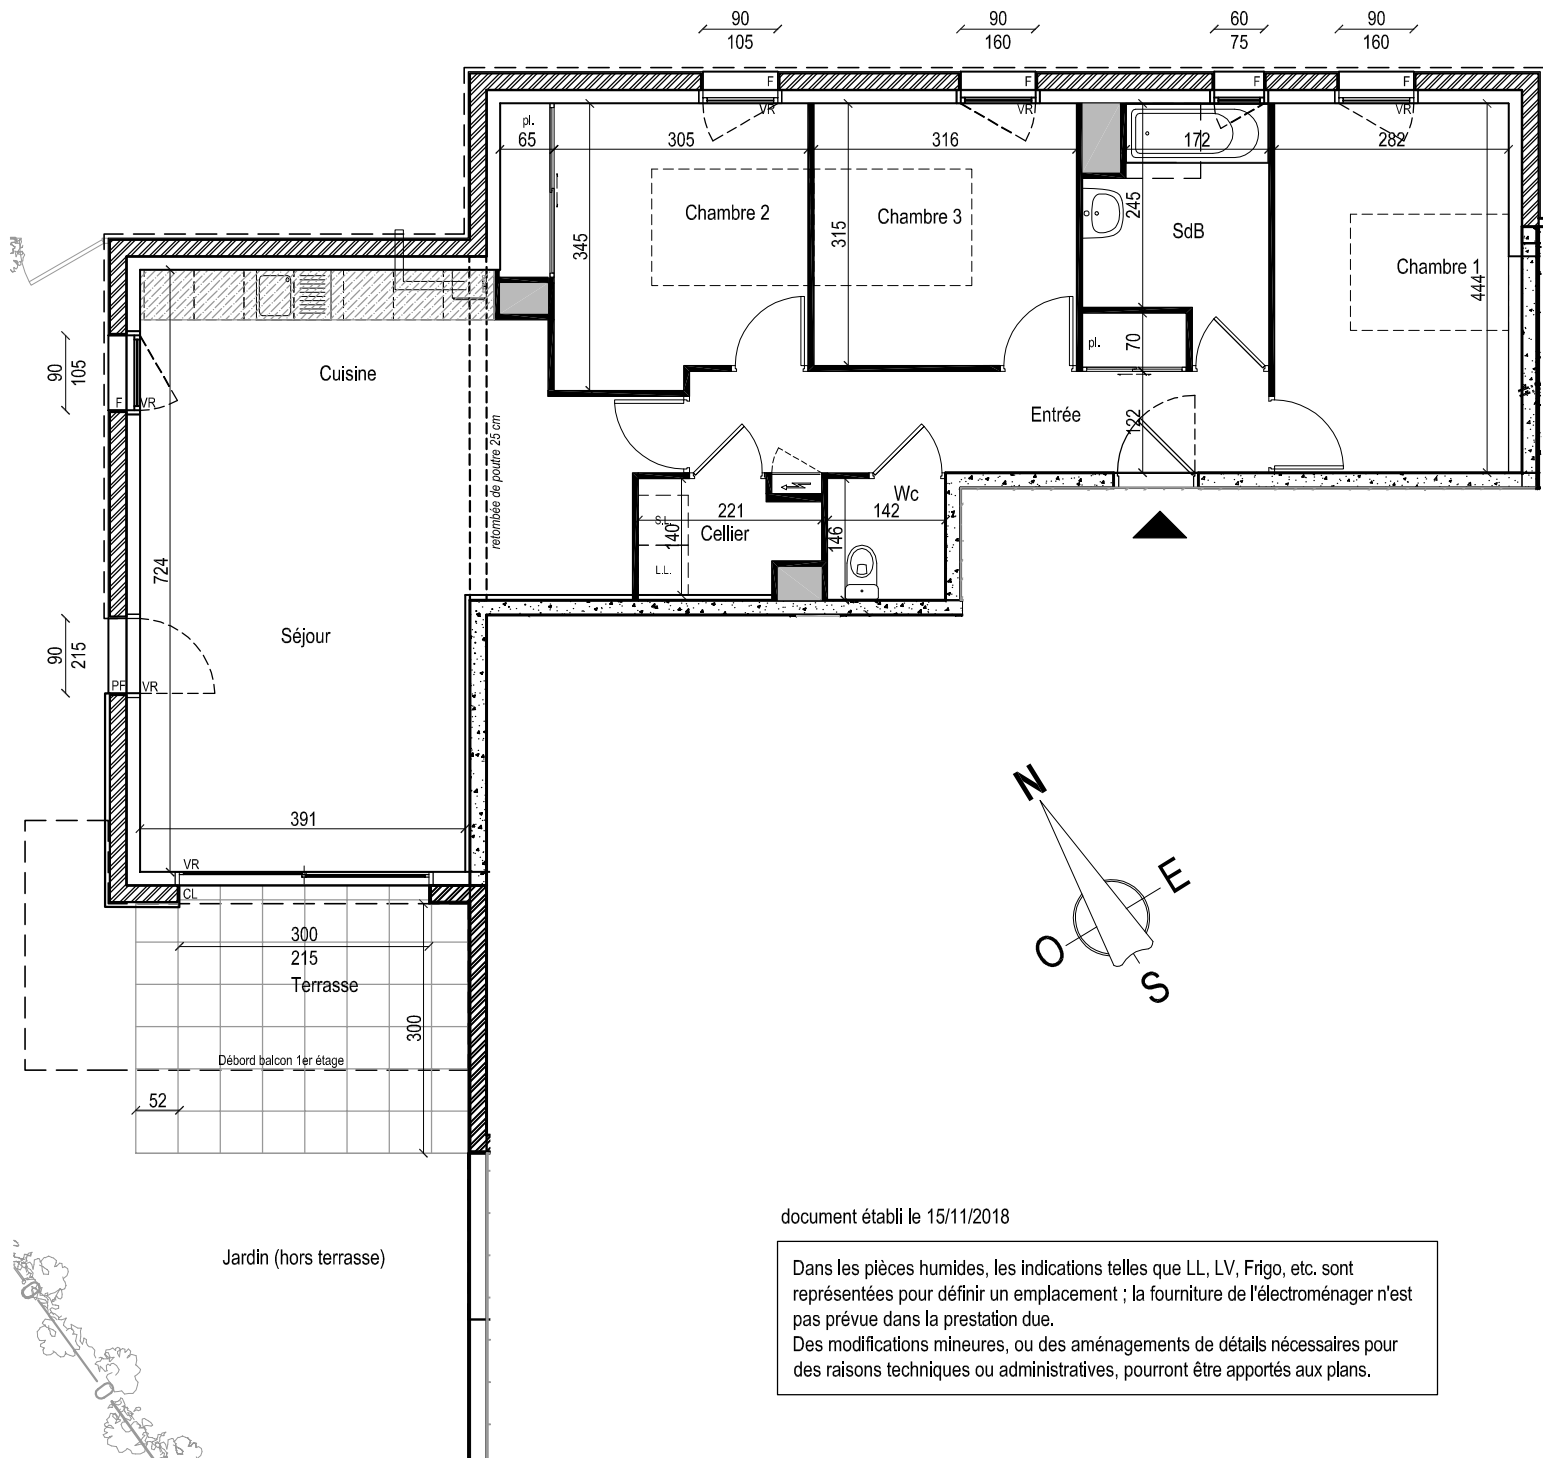 90
105
90
160
60
75
90
160
F
F
F
F
VR
VR
VR
pl.
65
305
316
172
282
Chambre 2
Chambre 3
245
SdB
345
315
Chambre 1
444
pl.
70
90
105
F
VR
Cuisine
retombée de poutre 25 cm
Entrée
122
Wc
221
142
S.L.
140
Cellier
146
L.L.
724
Séjour
90
215
PF
VR
391
VR
CL
300
215
Terrasse
300
Débord balcon 1er étage
52
N
E
O
S
Jardin (hors terrasse)
document établi le 15/11/2018
Dans les pièces humides, les indications telles que LL, LV, Frigo, etc. sont
représentées pour définir un emplacement ; la fourniture de l'électroménager n'est
pas prévue dans la prestation due.
Des modifications mineures, ou des aménagements de détails nécessaires pour
des raisons techniques ou administratives, pourront être apportés aux plans.